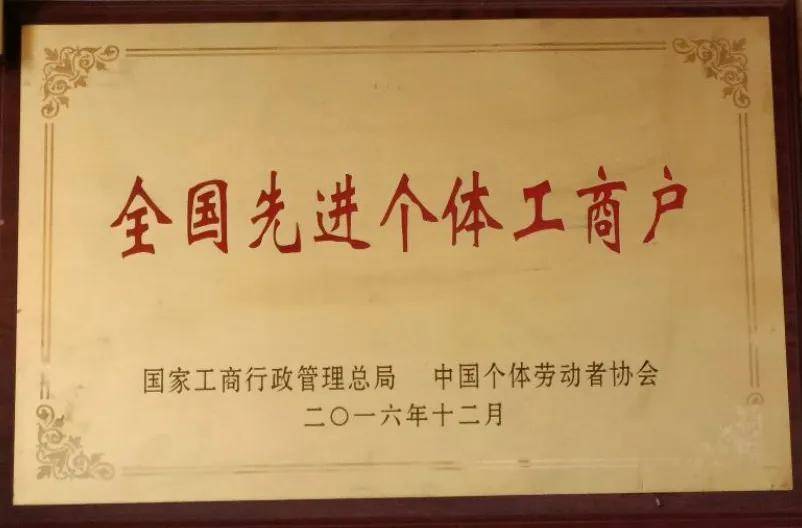 全国先进个体工商户
国家工商行政管理总局 中国个体劳动者协会
二〇一六年十二月